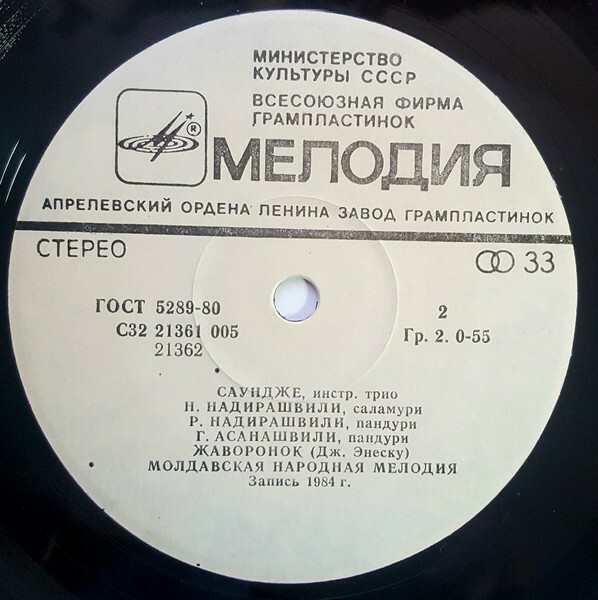 МИНИСТЕРСТВО
КУЛЬТУРЫ СССР
ВСЕСОЮЗНАЯ ФИРМА
ГРАМПЛАСТИНОК
®
МЕЛОДИЯ
АПРЕЛЕВСКИЙ ОРДЕНА ЛЕНИНА ЗАВОД ГРАМПЛАСТИНОК
СТЕРЕО
33
ГОСТ 5289-80
2
С32 21361 005
Гр. 2. 0-55
21362
САУНДЖЕ, инстр. трио
Н. НАДИРАШВИЛИ, саламури
Р. НАДИРАШВИЛИ, пандури
Г. АСАНАШВИЛИ, пандури
ЖАВОРОНОК (Дж. Энеску)
МОЛДАВСКАЯ НАРОДНАЯ МЕЛОДИЯ
Запись 1984 г.